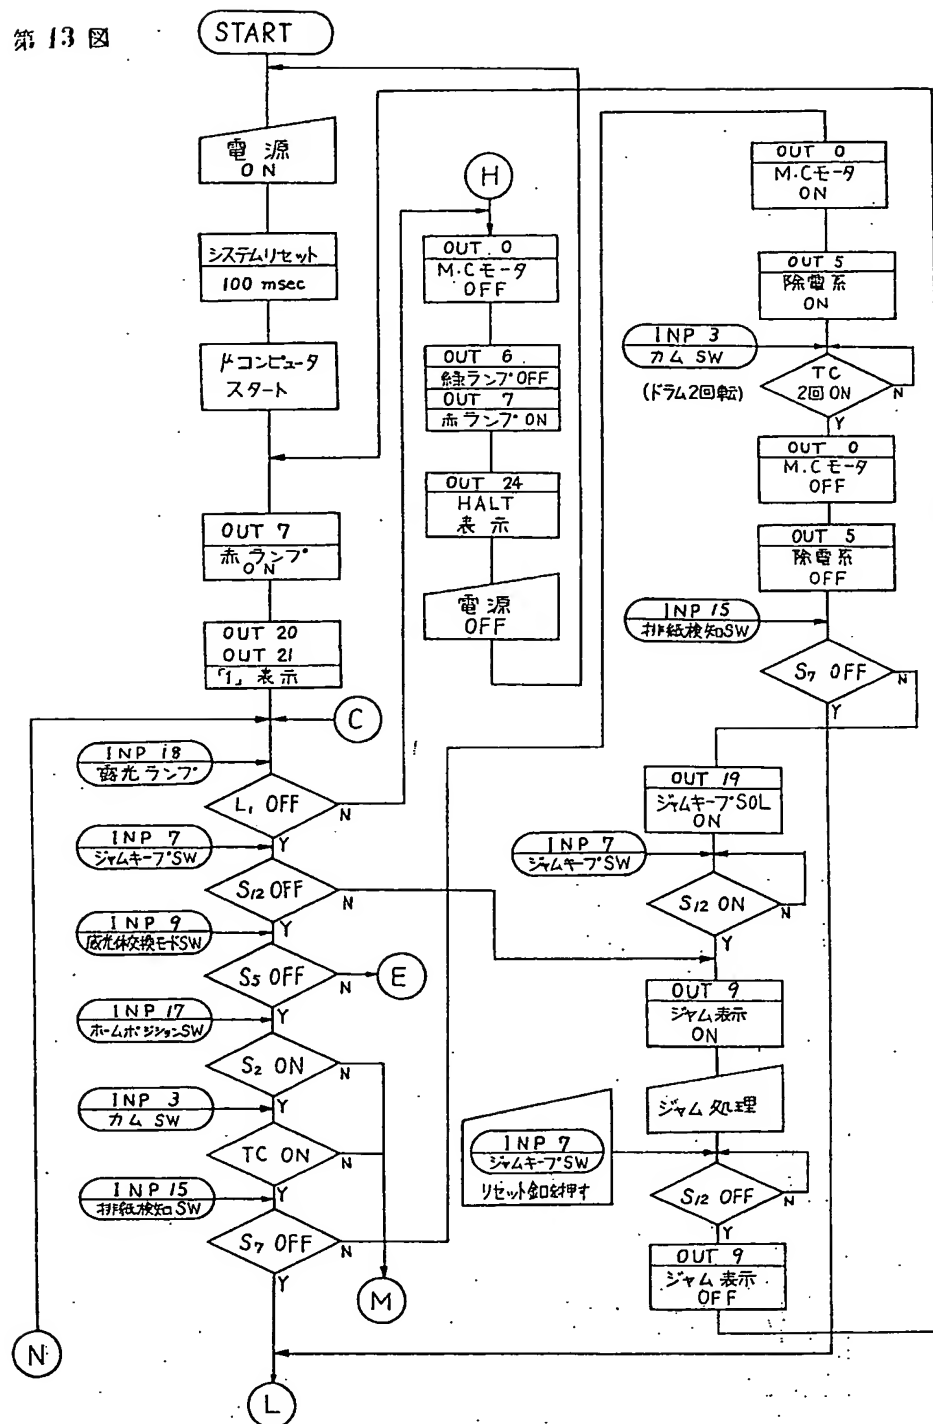 第13図
START
電源
ON
システムリセット
100 msec
μコンピュータ
スタート
OUT 7
赤ランプ
ON
OUT 20
OUT 21
「1」表示
C
INP 18
露光ランプ
L1 OFF
N
Y
INP 7
ジャムキープSW
S12 OFF
N
Y
INP 9
感光体交換モードSW
S5 OFF
N
E
Y
INP 17
ホームポジションSW
S2 ON
N
Y
INP 3
カム SW
TC ON
N
Y
INP 15
排紙検知SW
S7 OFF
N
Y
M
N
L
H
OUT 0
M.Cモータ
OFF
OUT 6
緑ランプOFF
OUT 7
赤ランプON
OUT 24
HALT
表示
電源
OFF
OUT 0
M.Cモータ
ON
OUT 5
除電系
ON
INP 3
カム SW
(ドラム2回転)
TC
2回ON
N
Y
OUT 0
M.Cモータ
OFF
OUT 5
除電系
OFF
INP 15
排紙検知SW
S7 OFF
N
Y
OUT 19
ジャムキープSOL
ON
INP 7
ジャムキープSW
S12 ON
N
Y
OUT 9
ジャム表示
ON
ジャム処理
INP 7
ジャムキープSW
リセット釦を押す
S12 OFF
N
Y
OUT 9
ジャム表示
OFF